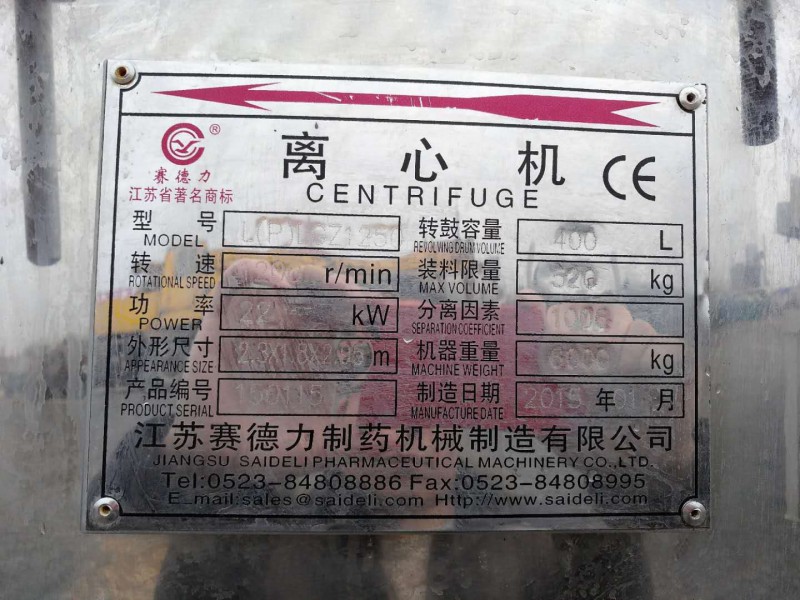 ®
赛德力
江苏省著名商标
离心机 CE
CENTRIFUGE
型号
MODEL
转鼓容量 400 L
REVOLVING DRUM VOLUME
转速 r/min
ROTATIONAL SPEED
装料限量 kg
MAX VOLUME
功率 22 kW
POWER
分离因素
SEPARATION COEFFICIENT
外形尺寸 m
APPEARANCE SIZE
机器重量 kg
MACHINE WEIGHT
产品编号
PRODUCT SERIAL
制造日期 2015 年 01 月
MANUFACTURE DATE
江苏赛德力制药机械制造有限公司
JIANGSU SAIDELI PHARMACEUTICAL MACHINERY CO.,LTD.
Tel:0523-84808886 Fax:0523-84808995
E_mail:sales@saideli.com Http://www.saideli.com